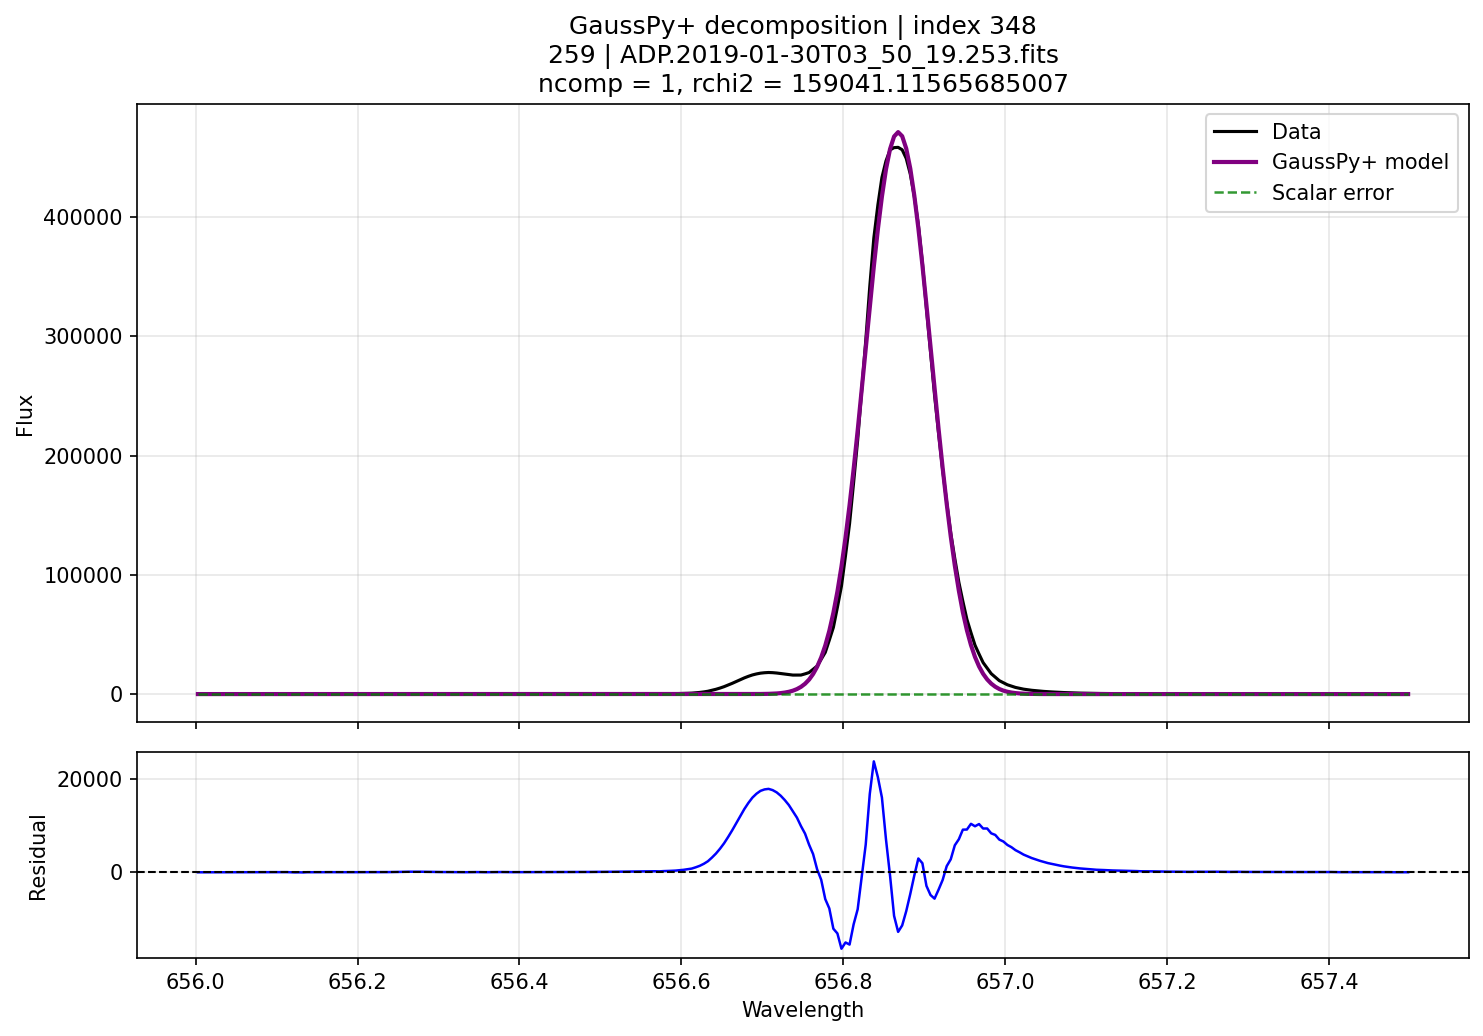 GaussPy+ decomposition | index 348
259 | ADP.2019-01-30T03_50_19.253.fits
ncomp = 1, rchi2 = 159041.11565685007
Data
GaussPy+ model
Scalar error
Flux
400000
300000
200000
100000
0
Residual
20000
0
656.0 656.2 656.4 656.6 656.8 657.0 657.2 657.4
Wavelength